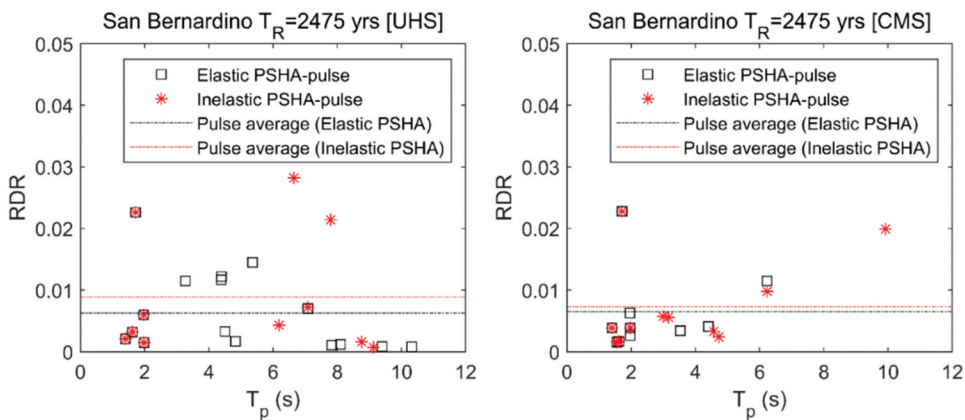 San Bernardino T_R=2475 yrs [UHS]
0.05
0.04
0.03
0.02
0.01
0
RDR
Elastic PSHA-pulse
Inelastic PSHA-pulse
Pulse average (Elastic PSHA)
Pulse average (Inelastic PSHA)
0 2 4 6 8 10 12
T_p (s)
San Bernardino T_R=2475 yrs [CMS]
0.05
0.04
0.03
0.02
0.01
0
RDR
Elastic PSHA-pulse
Inelastic PSHA-pulse
Pulse average (Elastic PSHA)
Pulse average (Inelastic PSHA)
0 2 4 6 8 10 12
T_p (s)